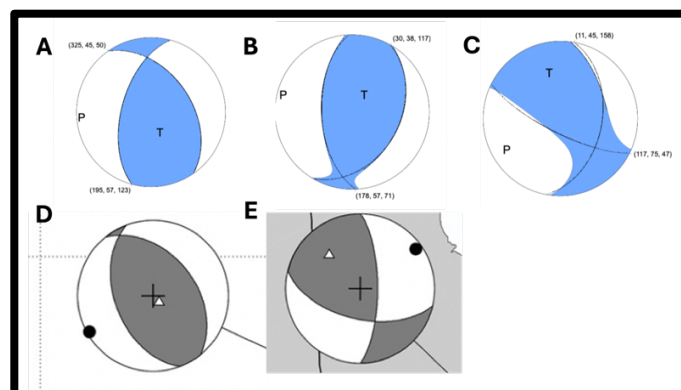 A
(325, 45, 50)
P
T
(195, 57, 123)
B
(30, 38, 117)
P
T
(178, 57, 71)
C
(11, 45, 158)
T
P
(117, 75, 47)
D
E